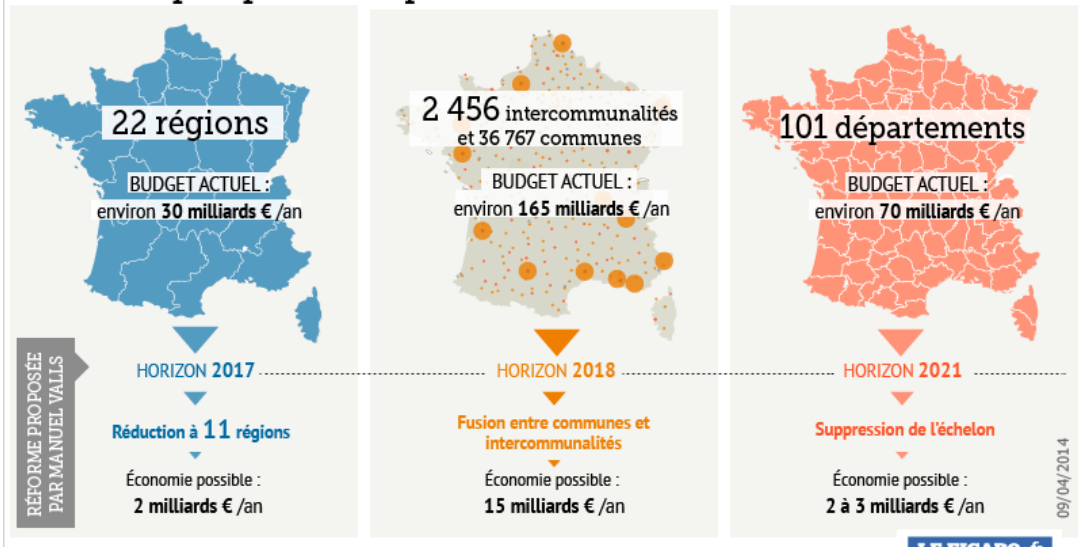 22 régions
BUDGET ACTUEL :
environ 30 milliards € /an
HORIZON 2017
Réduction à 11 régions
Économie possible :
2 milliards € /an
2 456 intercommunalités
et 36 767 communes
BUDGET ACTUEL :
environ 165 milliards € /an
HORIZON 2018
Fusion entre communes et
intercommunalités
Économie possible :
15 milliards € /an
101 départements
BUDGET ACTUEL :
environ 70 milliards € /an
HORIZON 2021
Suppression de l'échelon
Économie possible :
2 à 3 milliards € /an
RÉFORME PROPOSÉE
PAR MANUEL VALLS
09/04/2014
LE FIGARO.fr